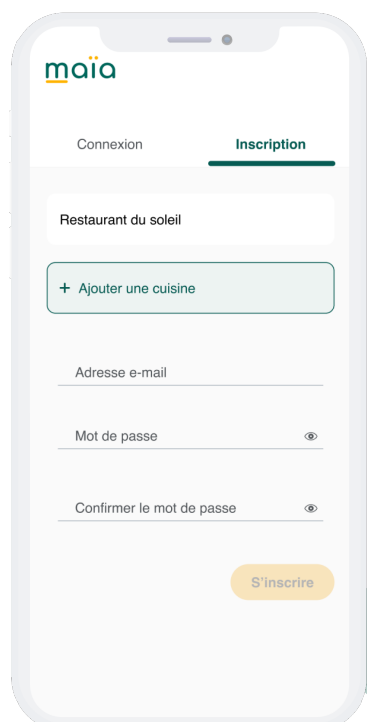 maïa
Connexion
Inscription
Restaurant du soleil
+ Ajouter une cuisine
Adresse e-mail
Mot de passe
Confirmer le mot de passe
S'inscrire